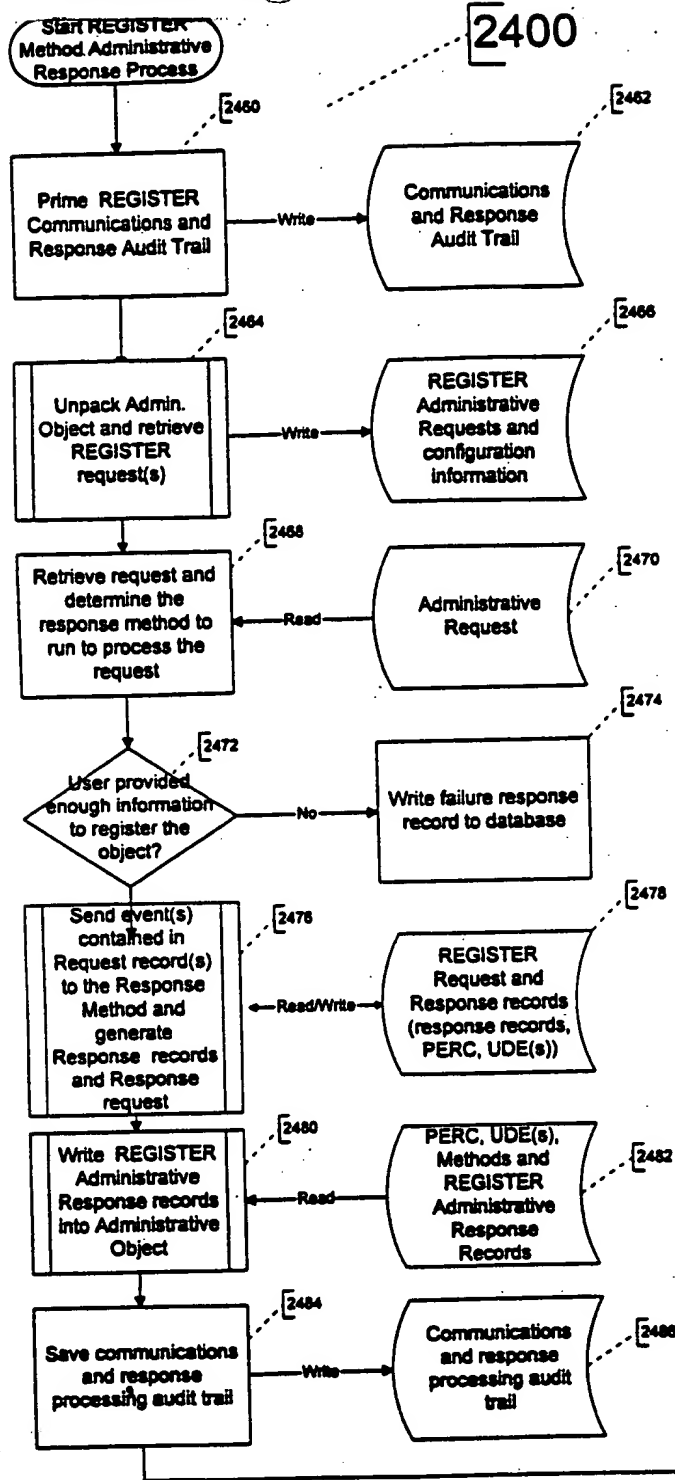 Start REGISTER
Method Administrative
Response Process
2400
2460
2462
Prime REGISTER
Communications and
Response Audit Trail
Write
Communications
and Response
Audit Trail
2464
2466
Unpack Admin.
Object and retrieve
REGISTER
request(s)
Write
REGISTER
Administrative
Requests and
configuration
information
2468
2470
Retrieve request and
determine the
response method to
run to process the
request
Read
Administrative
Request
2472
2474
User provided
enough information
to register the
object?
No
Write failure response
record to database
2476
2478
Send event(s)
contained in
Request record(s)
to the Response
Method and
generate
Response records
and Response
request
Read/Write
REGISTER
Request and
Response records
(response records,
PERC, UDE(s))
2480
2482
Write REGISTER
Administrative
Response records
into Administrative
Object
Read
PERC, UDE(s),
Methods and
REGISTER
Administrative
Response
Records
2484
2486
Save communications
and response
processing audit trail
Write
Communications
and response
processing audit
trail